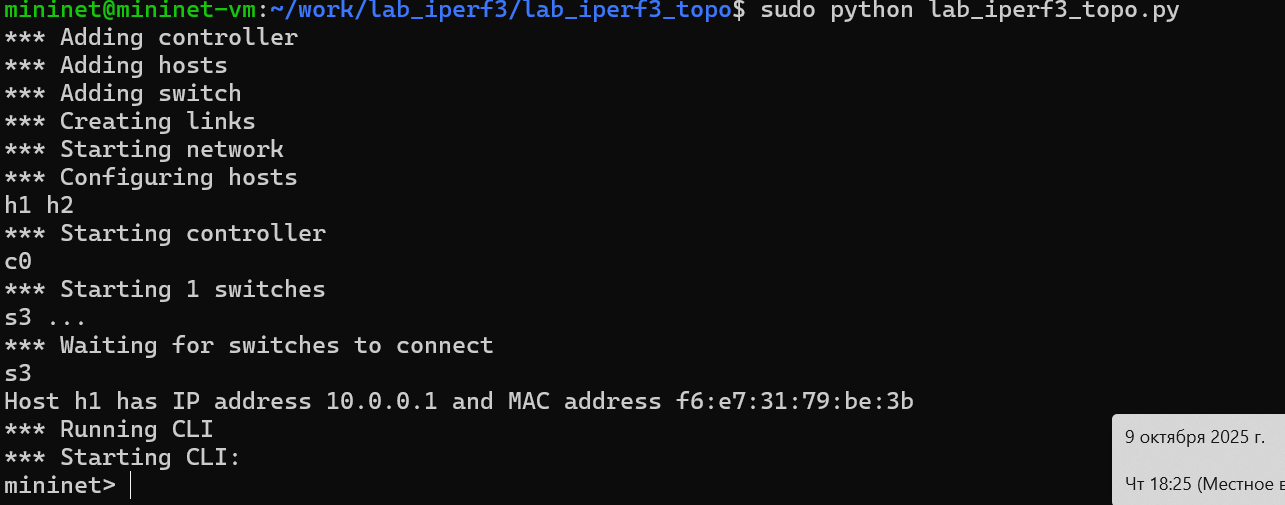 mininet@mininet-vm:~/work/lab_iperf3/lab_iperf3_topo$ sudo python lab_iperf3_topo.py
*** Adding controller
*** Adding hosts
*** Adding switch
*** Creating links
*** Starting network
*** Configuring hosts
h1 h2
*** Starting controller
c0
*** Starting 1 switches
s3 ...
*** Waiting for switches to connect
s3
Host h1 has IP address 10.0.0.1 and MAC address f6:e7:31:79:be:3b
*** Running CLI
*** Starting CLI:
mininet>
9 октября 2025 г.
Чт 18:25 (Местное в